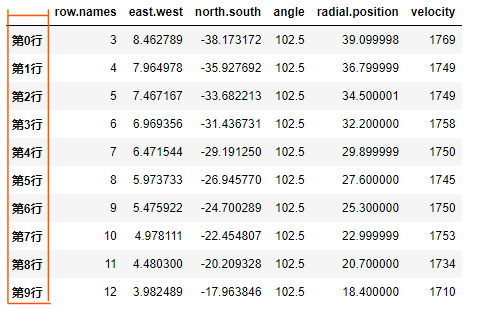 row.names east.west north.south angle radial.position velocity
第0行 3 8.462789 -38.173172 102.5 39.099998 1769
第1行 4 7.964978 -35.927692 102.5 36.799999 1749
第2行 5 7.467167 -33.682213 102.5 34.500001 1749
第3行 6 6.969356 -31.436731 102.5 32.200000 1758
第4行 7 6.471544 -29.191250 102.5 29.899999 1750
第5行 8 5.973733 -26.945770 102.5 27.600000 1745
第6行 9 5.475922 -24.700289 102.5 25.300000 1750
第7行 10 4.978111 -22.454807 102.5 22.999999 1753
第8行 11 4.480300 -20.209328 102.5 20.700000 1734
第9行 12 3.982489 -17.963846 102.5 18.400000 1710